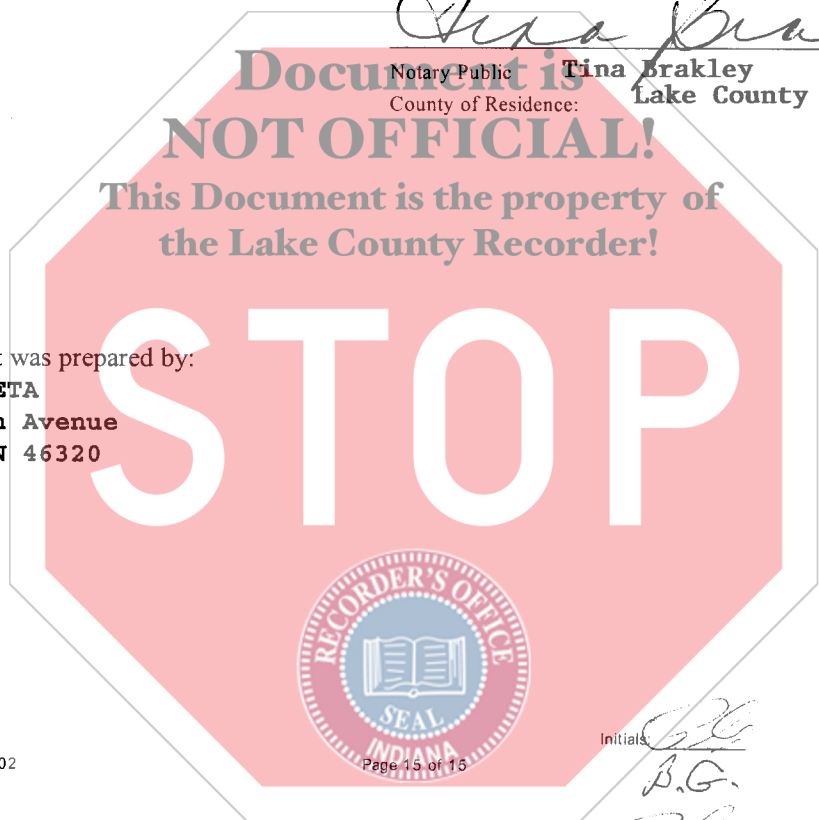 Tina Bra
Document is
Notary Public Tina Brakley
County of Residence: Lake County
NOT OFFICIAL!
This Document is the property of
the Lake County Recorder!
STOP
t was prepared by:
ETA
n Avenue
N 46320
RECORDER'S OFFICE
SEAL
INDIANA
Initials:
B.G.
02
Page 15 of 15